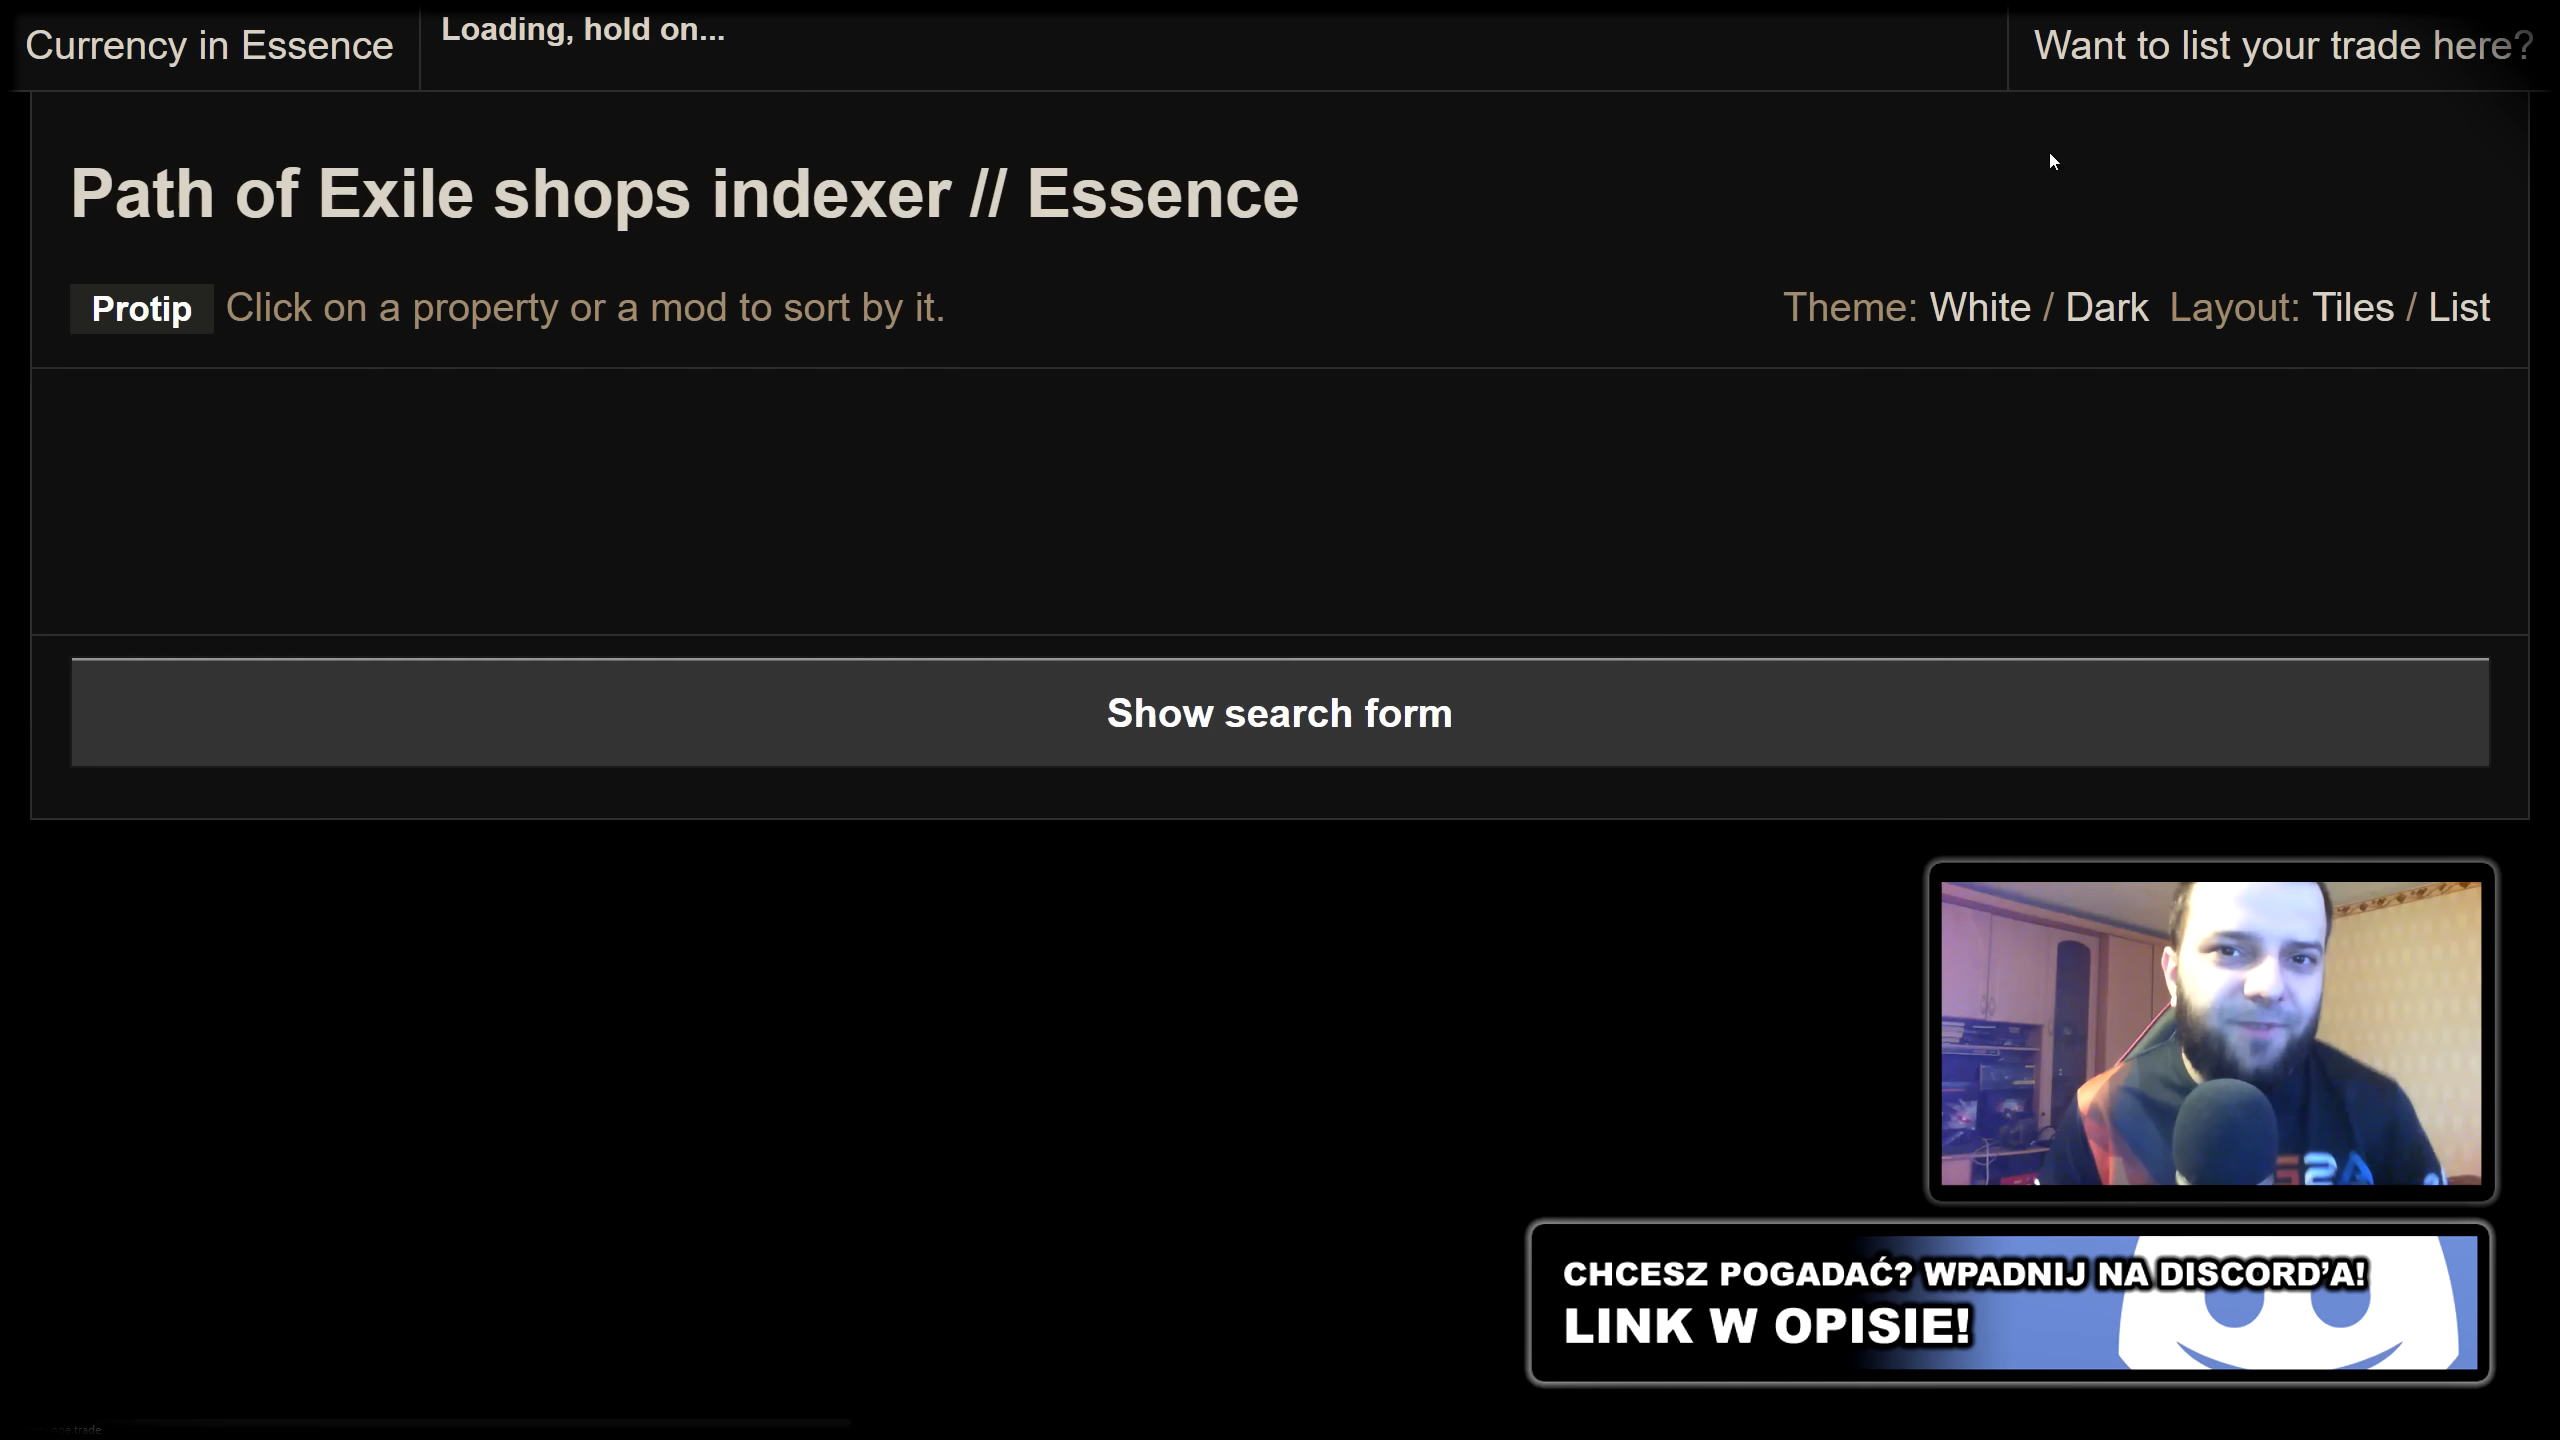 Currency in Essence
Loading, hold on...
Want to list your trade here?
Path of Exile shops indexer // Essence
Protip Click on a property or a mod to sort by it.
Theme: White / Dark Layout: Tiles / List
Show search form
CHCESZ POGADAĆ? WPADNIJ NA DISCORD'A!
LINK W OPISIE!
trade